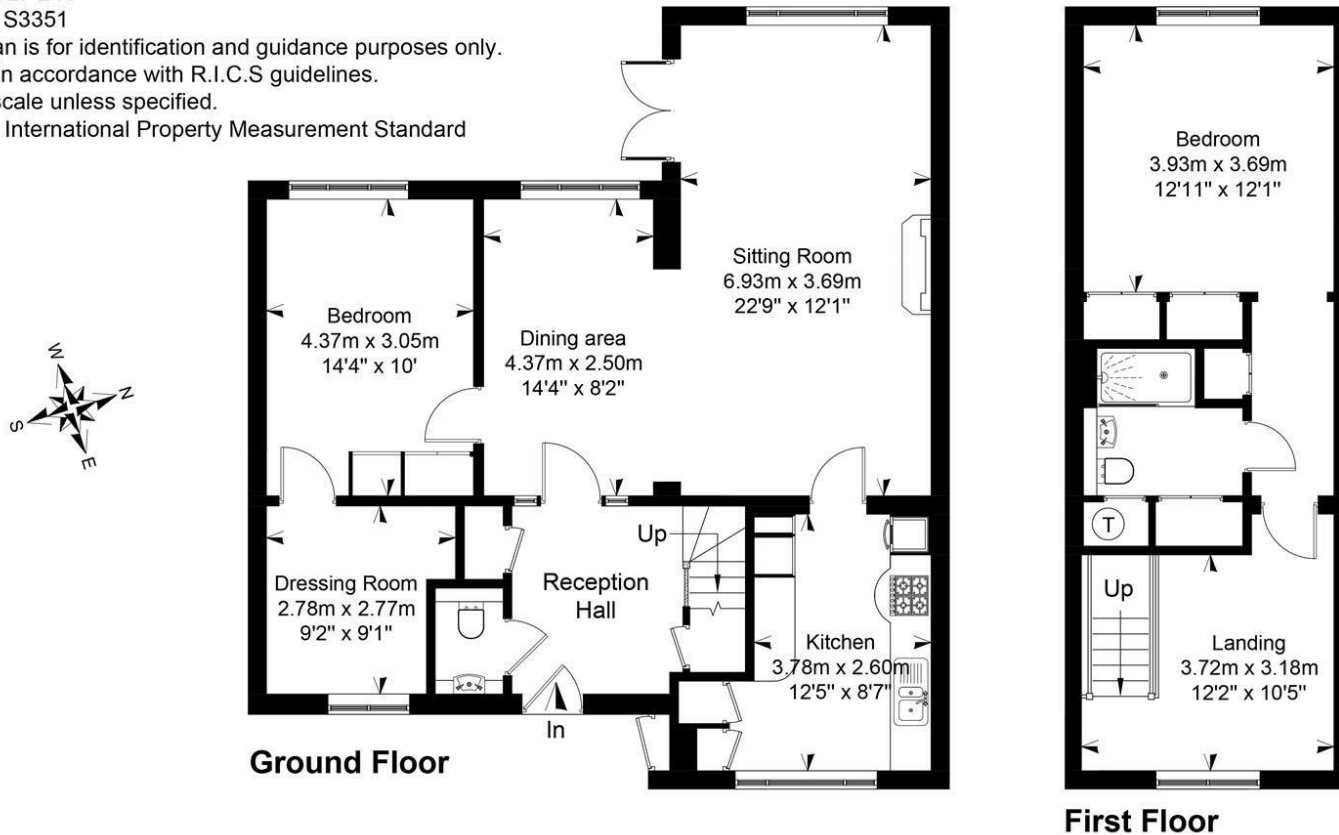 S3351
is for identification and guidance purposes only.
in accordance with R.I.C.S guidelines.
scale unless specified.
International Property Measurement Standard
Bedroom
4.37m x 3.05m
14'4" x 10'
Dining area
4.37m x 2.50m
14'4" x 8'2"
Sitting Room
6.93m x 3.69m
22'9" x 12'1"
W
N
S
E
Dressing Room
2.78m x 2.77m
9'2" x 9'1"
Reception
Hall
Up
Kitchen
3.78m x 2.60m
12'5" x 8'7"
In
Ground Floor
Bedroom
3.93m x 3.69m
12'11" x 12'1"
T
Up
Landing
3.72m x 3.18m
12'2" x 10'5"
First Floor